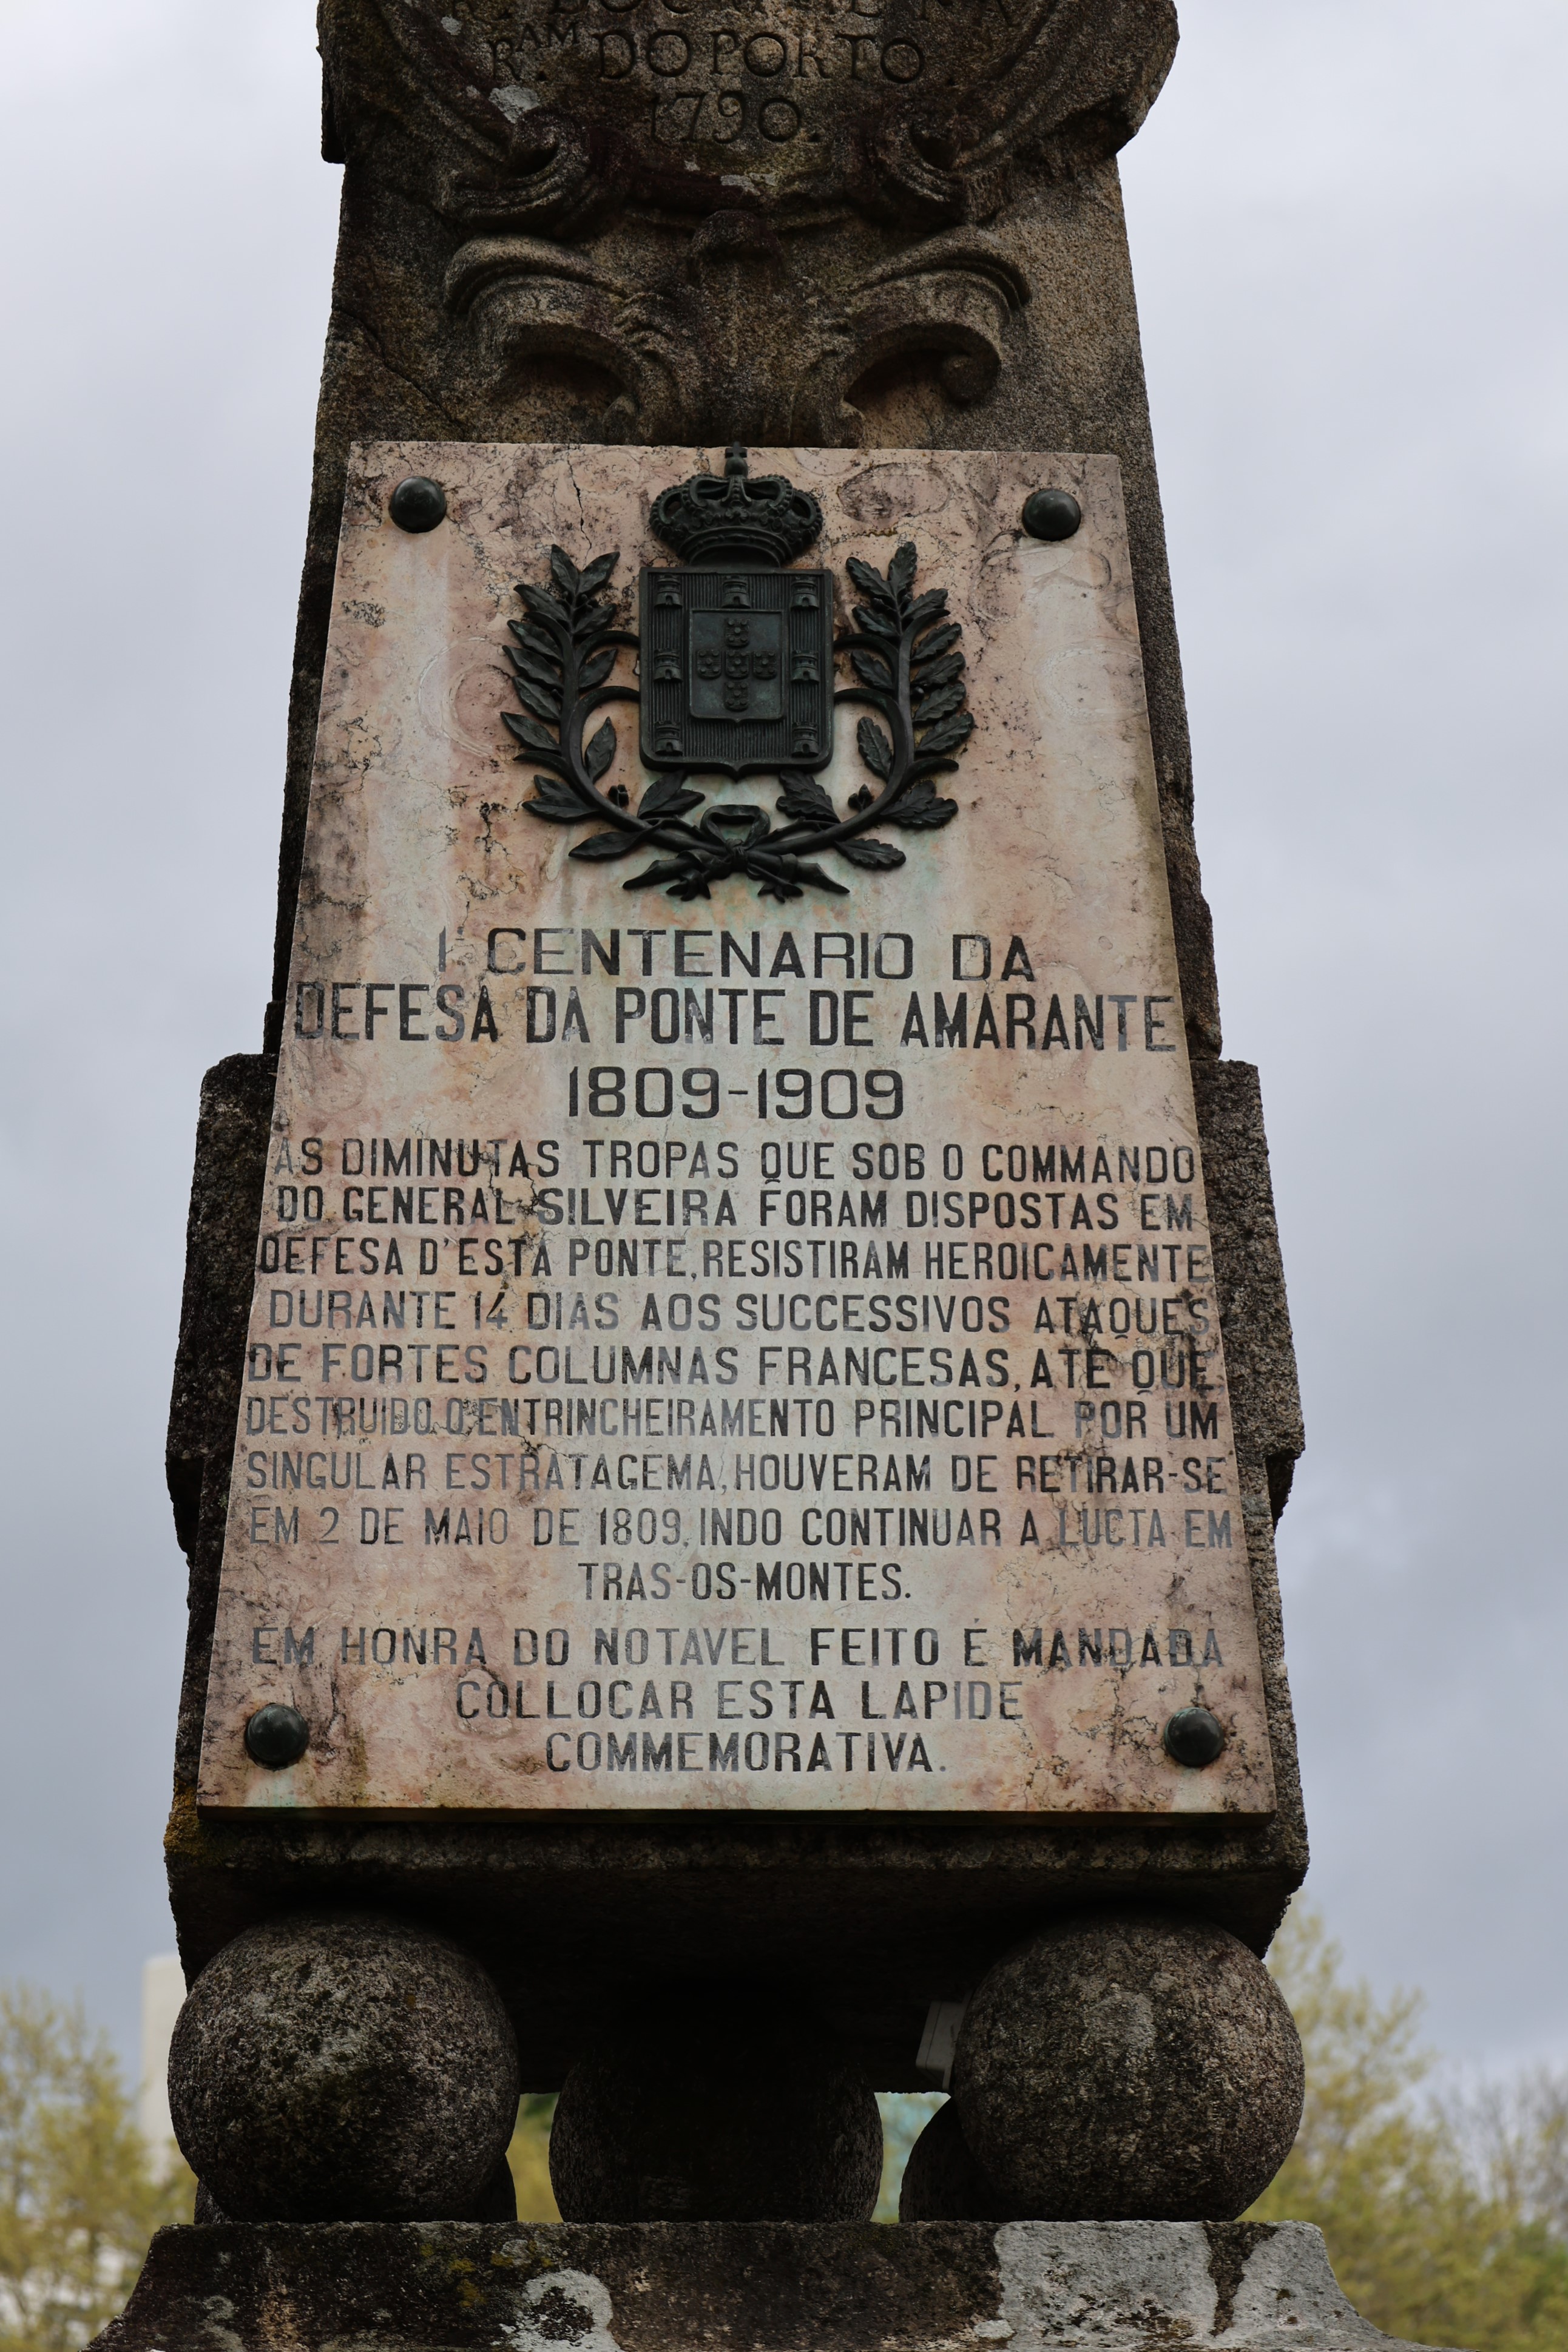 R.AM DO PORTO
1790.
1º CENTENARIO DA
DEFESA DA PONTE DE AMARANTE
1809-1909
AS DIMINUTAS TROPAS QUE SOB O COMMANDO
DO GENERAL SILVEIRA FORAM DISPOSTAS EM
DEFESA D'ESTA PONTE, RESISTIRAM HEROICAMENTE
DURANTE 14 DIAS AOS SUCCESSIVOS ATAQUES
DE FORTES COLUMNAS FRANCESAS, ATÉ QUE
DESTRUIDO O ENTRINCHEIRAMENTO PRINCIPAL POR UM
SINGULAR ESTRATAGEMA, HOUVERAM DE RETIRAR-SE
EM 2 DE MAIO DE 1809, INDO CONTINUAR A LUCTA EM
TRAS-OS-MONTES.
EM HONRA DO NOTAVEL FEITO É MANDADA
COLLOCAR ESTA LAPIDE
COMMEMORATIVA.